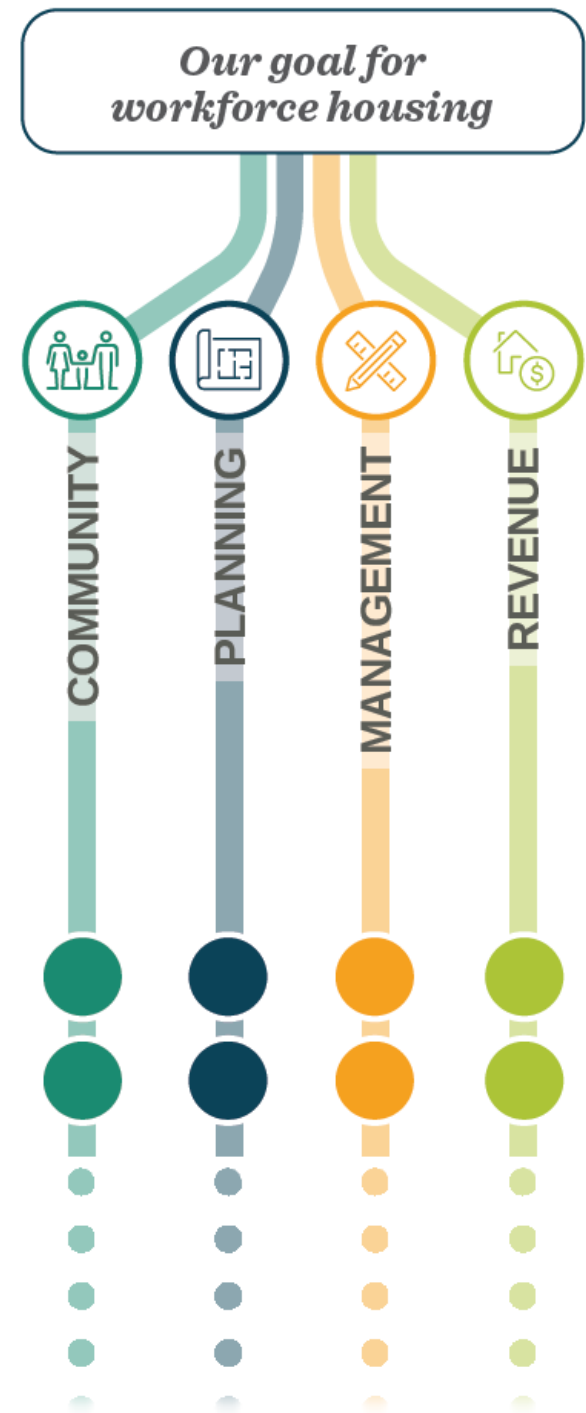 Our goal for
workforce housing
$
COMMUNITY
PLANNING
MANAGEMENT
REVENUE